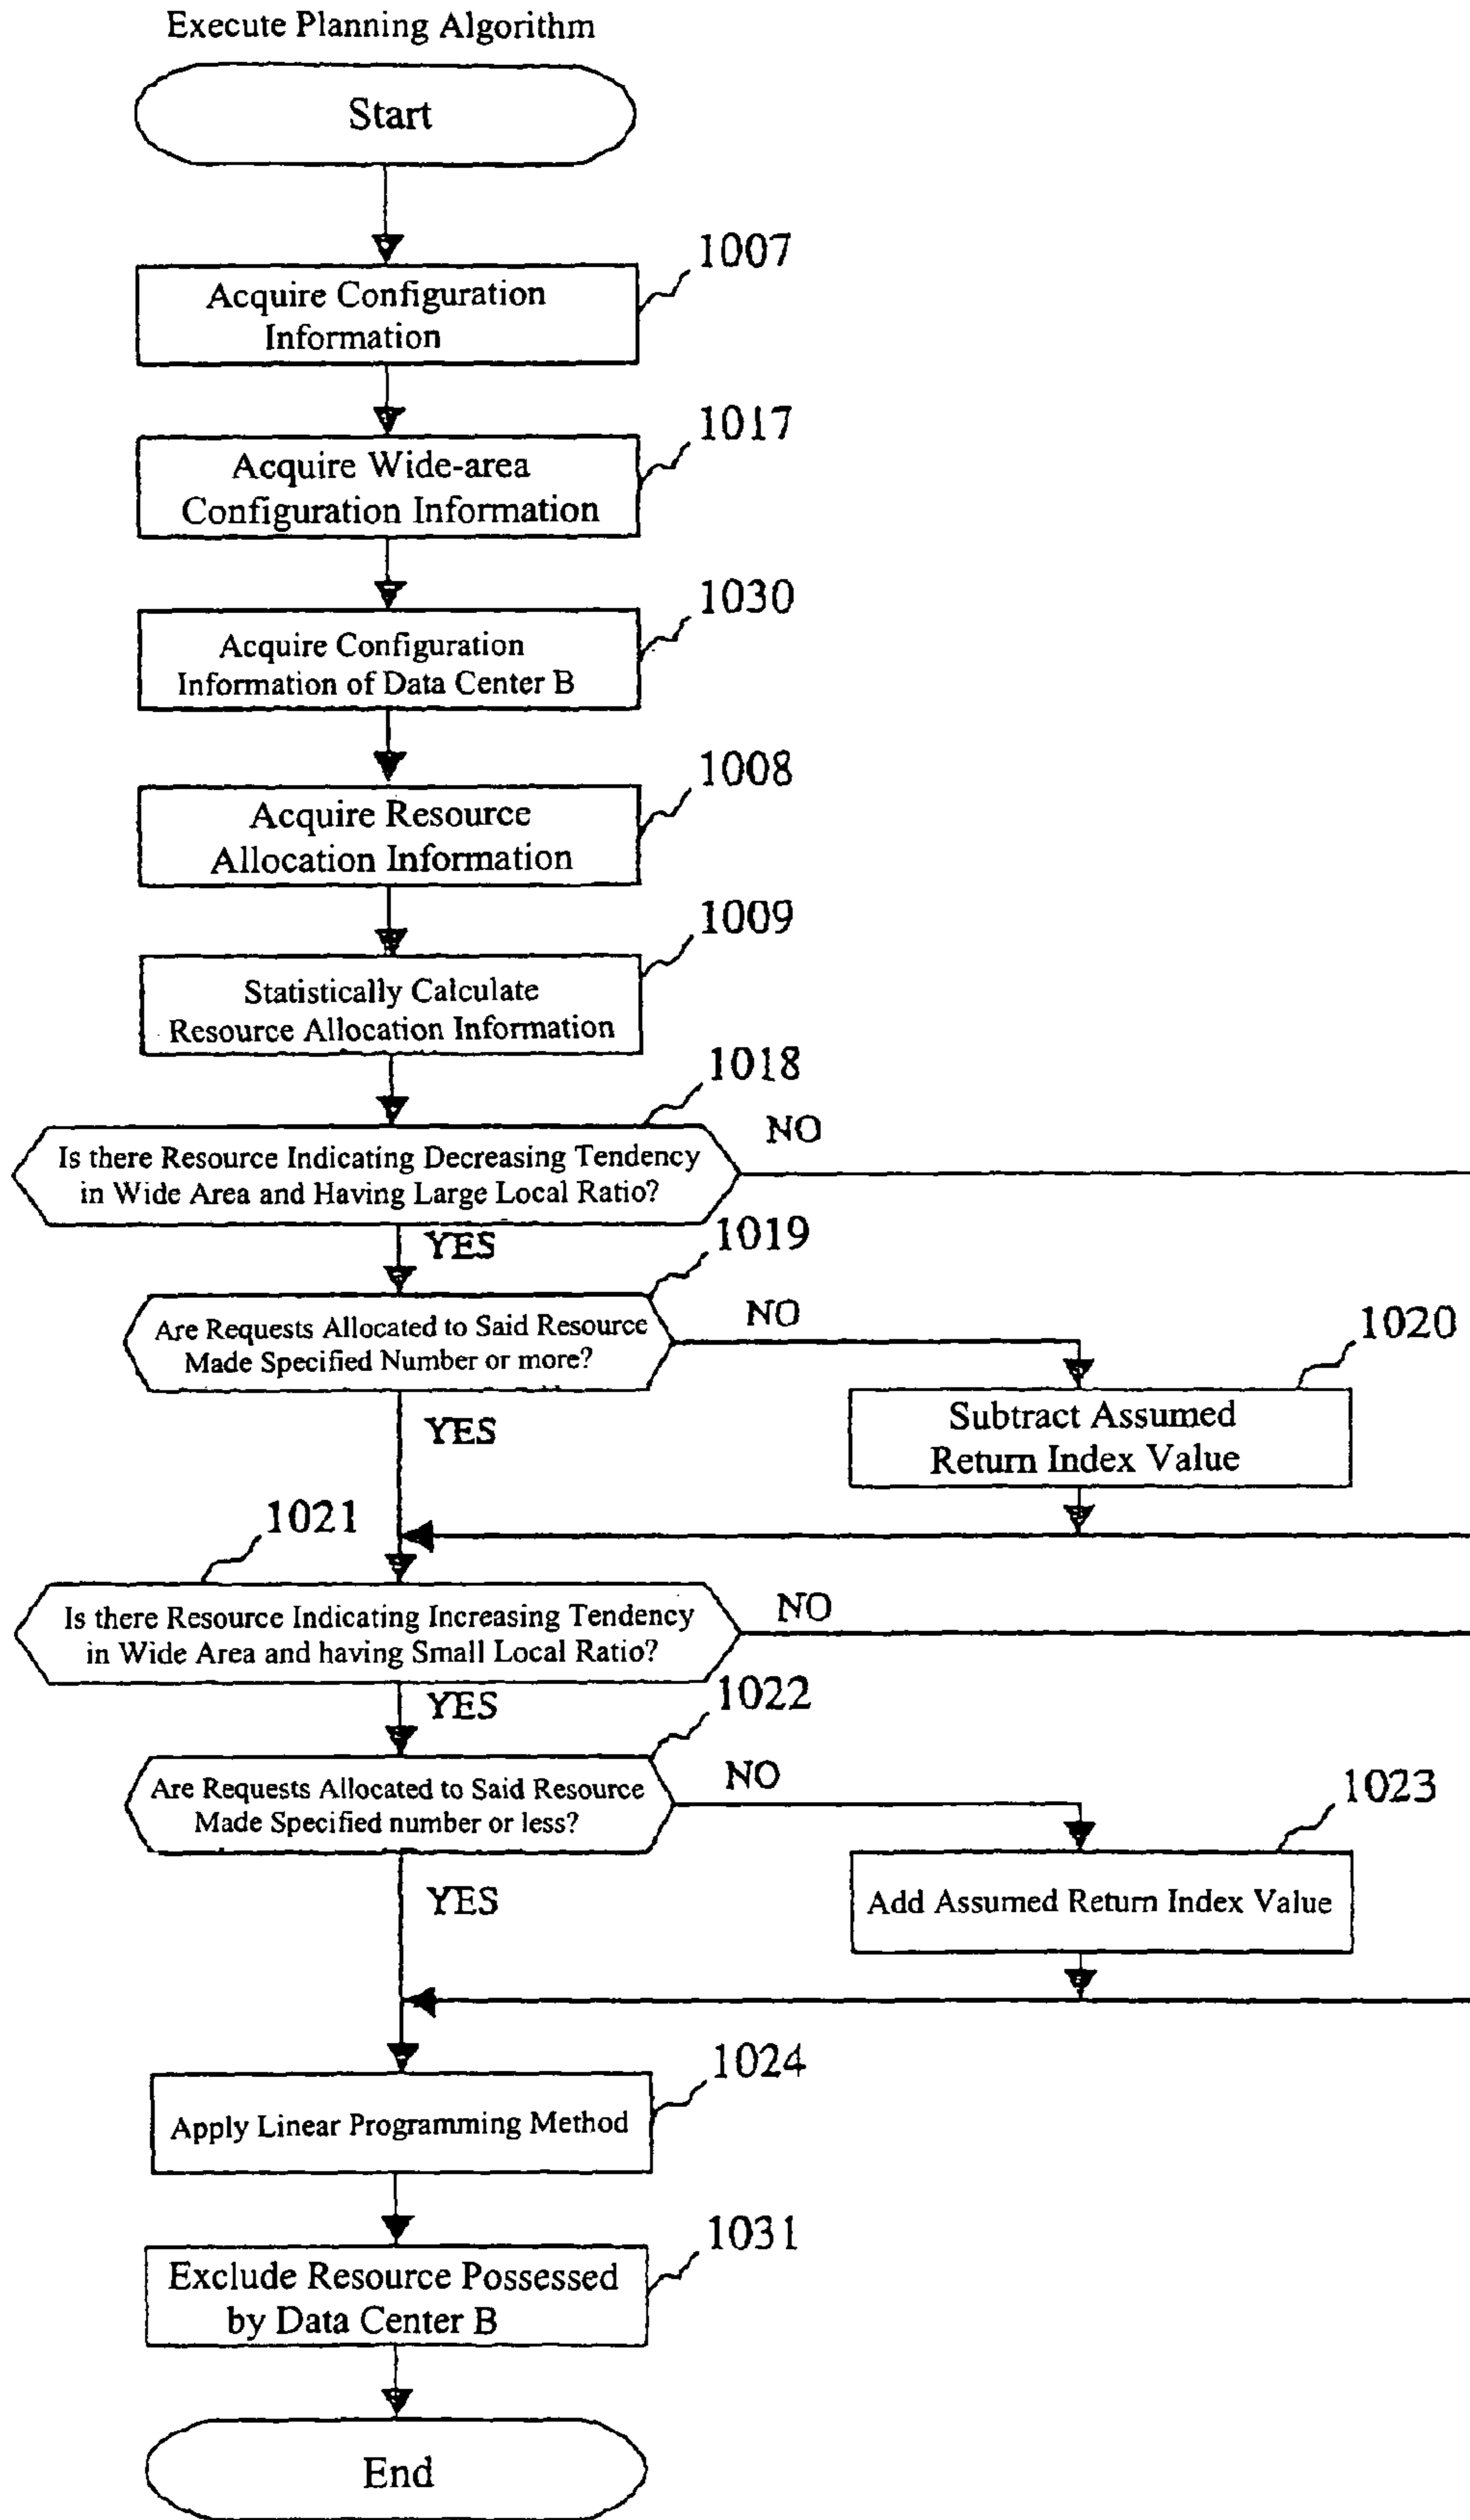 Execute Planning Algorithm
Start
1007
Acquire Configuration
Information
1017
Acquire Wide-area
Configuration Information
1030
Acquire Configuration
Information of Data Center B
1008
Acquire Resource
Allocation Information
1009
Statistically Calculate
Resource Allocation Information
1018
NO
Is there Resource Indicating Decreasing Tendency
in Wide Area and Having Large Local Ratio?
YES
1019
NO
Are Requests Allocated to Said Resource
Made Specified Number or more?
1020
YES
Subtract Assumed
Return Index Value
1021
NO
Is there Resource Indicating Increasing Tendency
in Wide Area and having Small Local Ratio?
YES
1022
NO
Are Requests Allocated to Said Resource
Made Specified number or less?
1023
YES
Add Assumed Return Index Value
1024
Apply Linear Programming Method
1031
Exclude Resource Possessed
by Data Center B
End